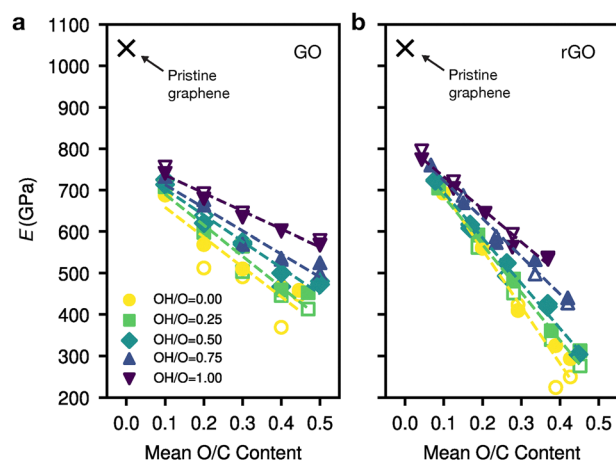 a
GO
Pristine
graphene
E (GPa)
1100
1000
900
800
700
600
500
400
300
200
OH/O=0.00
OH/O=0.25
OH/O=0.50
OH/O=0.75
OH/O=1.00
0.0 0.1 0.2 0.3 0.4 0.5
Mean O/C Content
b
rGO
Pristine
graphene
0.0 0.1 0.2 0.3 0.4 0.5
Mean O/C Content